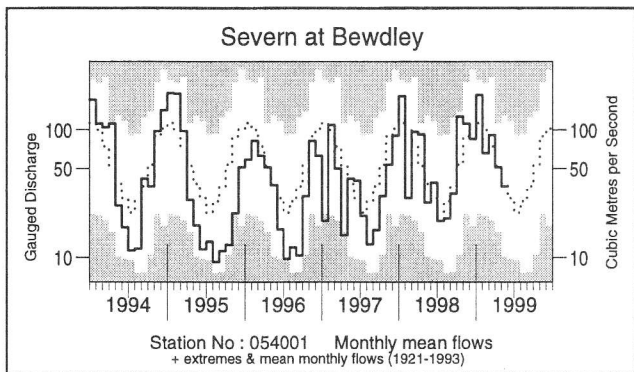 Severn at Bewdley
Gauged Discharge
100
50
10
100
50
10
Cubic Metres per Second
1994 1995 1996 1997 1998 1999
Station No : 054001 Monthly mean flows
+ extremes & mean monthly flows (1921-1993)